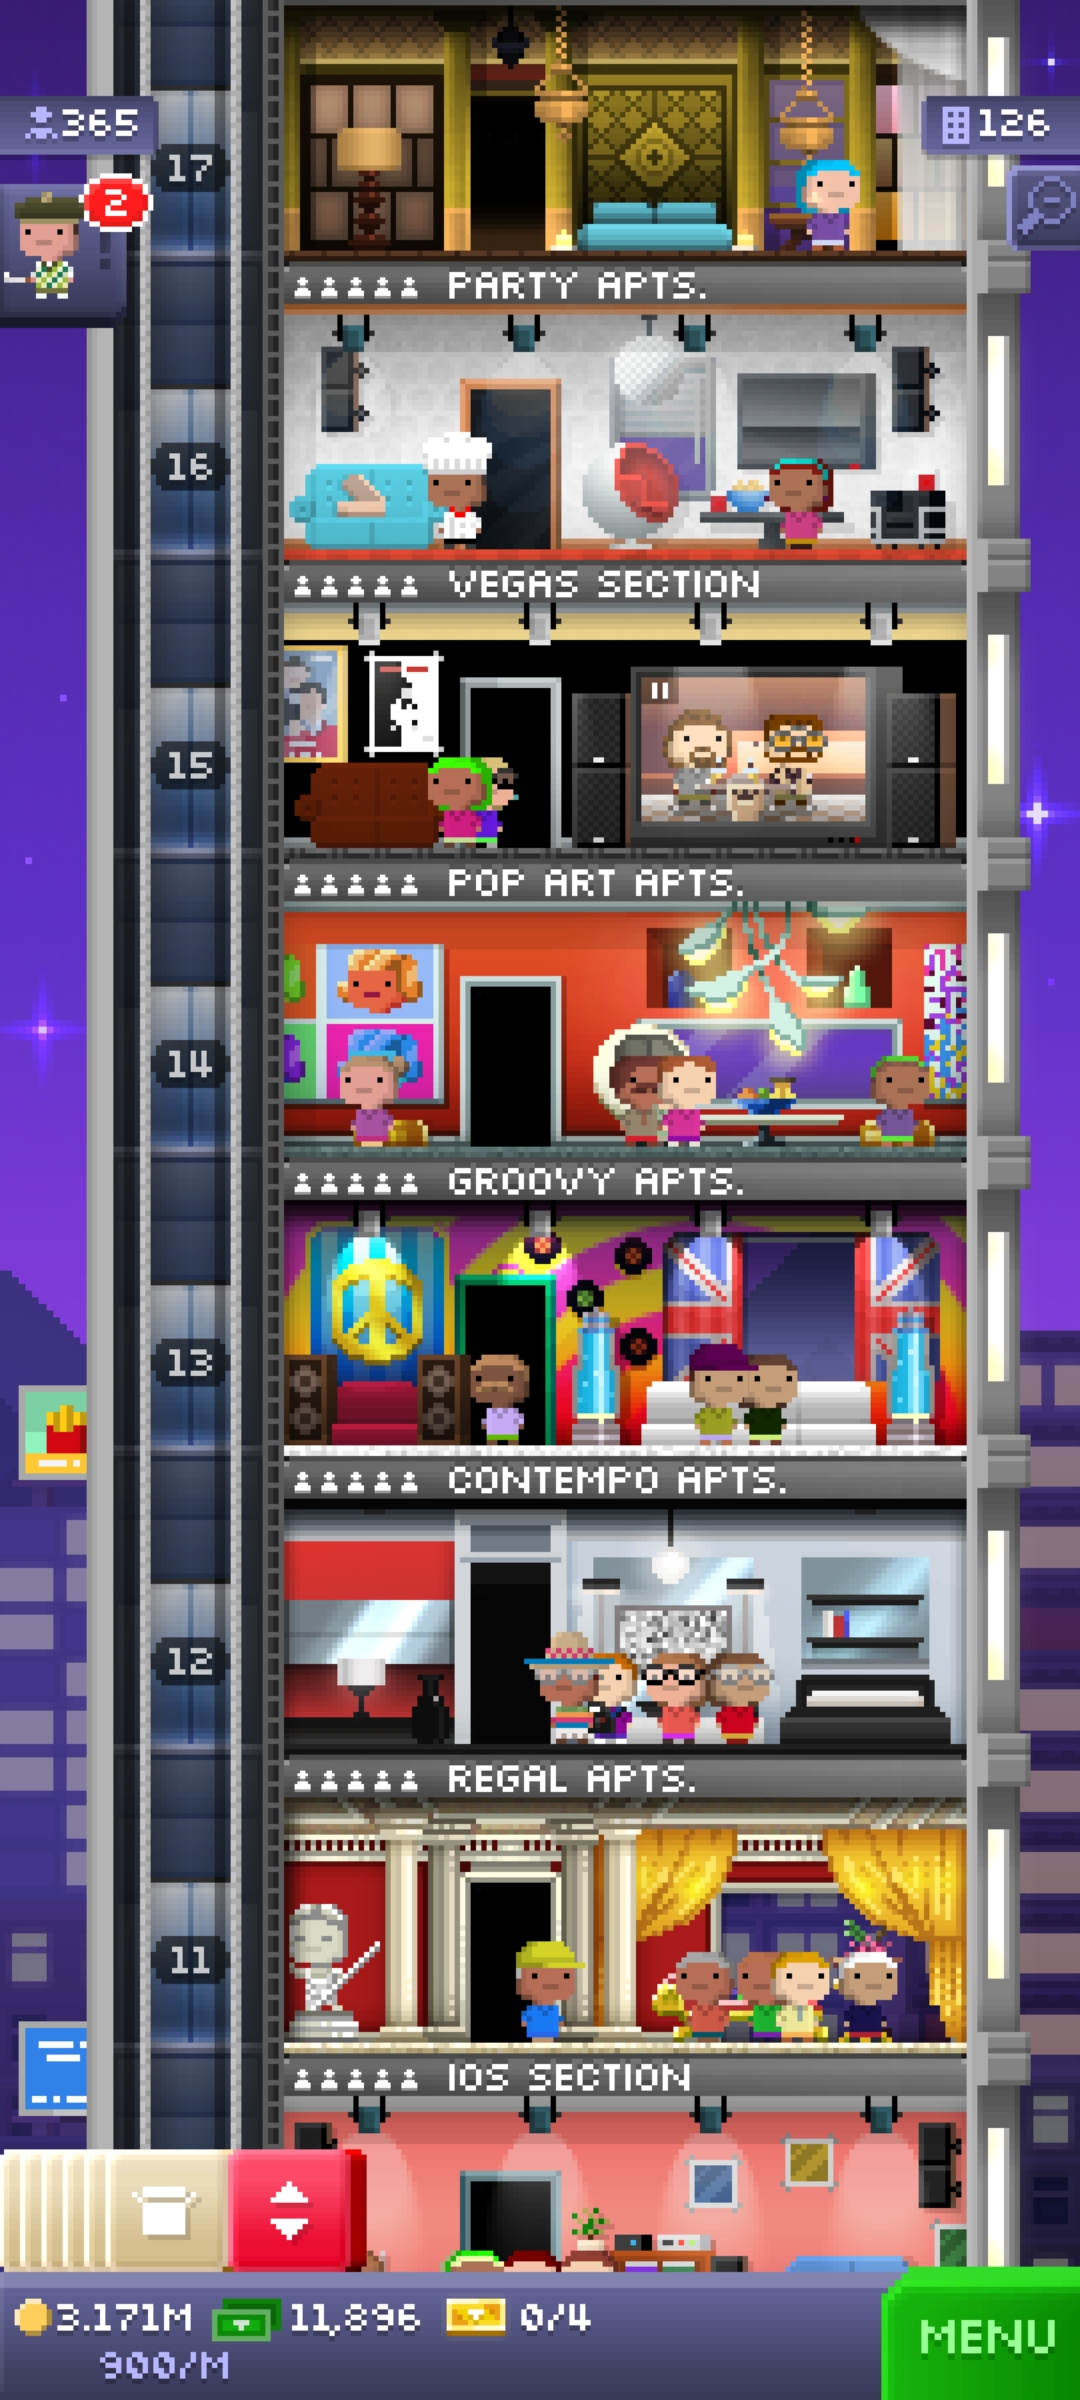 365
126
2
17
PARTY APTS.
16
VEGAS SECTION
15
POP ART APTS.
14
GROOVY APTS.
13
CONTEMPO APTS.
12
REGAL APTS.
11
IOS SECTION
3.171M 11,896 0/4
900/M
MENU